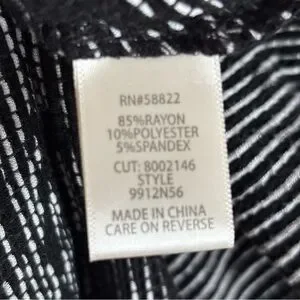 RN#58822
85%RAYON
10%POLYESTER
5%SPANDEX
CUT: 8002146
STYLE
9912N56
MADE IN CHINA
CARE ON REVERSE